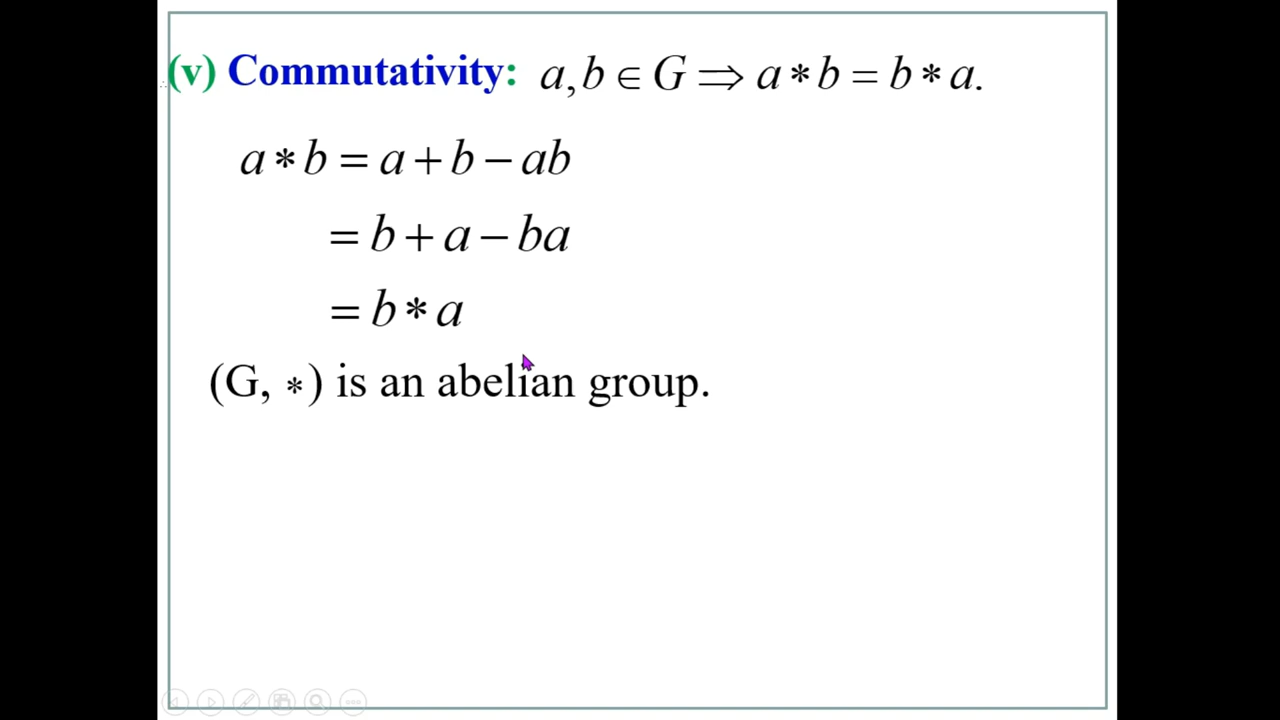 (v) Commutativity: a,b ∈ G ⟹ a * b = b * a.
a * b = a + b − ab
= b + a − ba
= b * a
(G, *) is an abelian group.